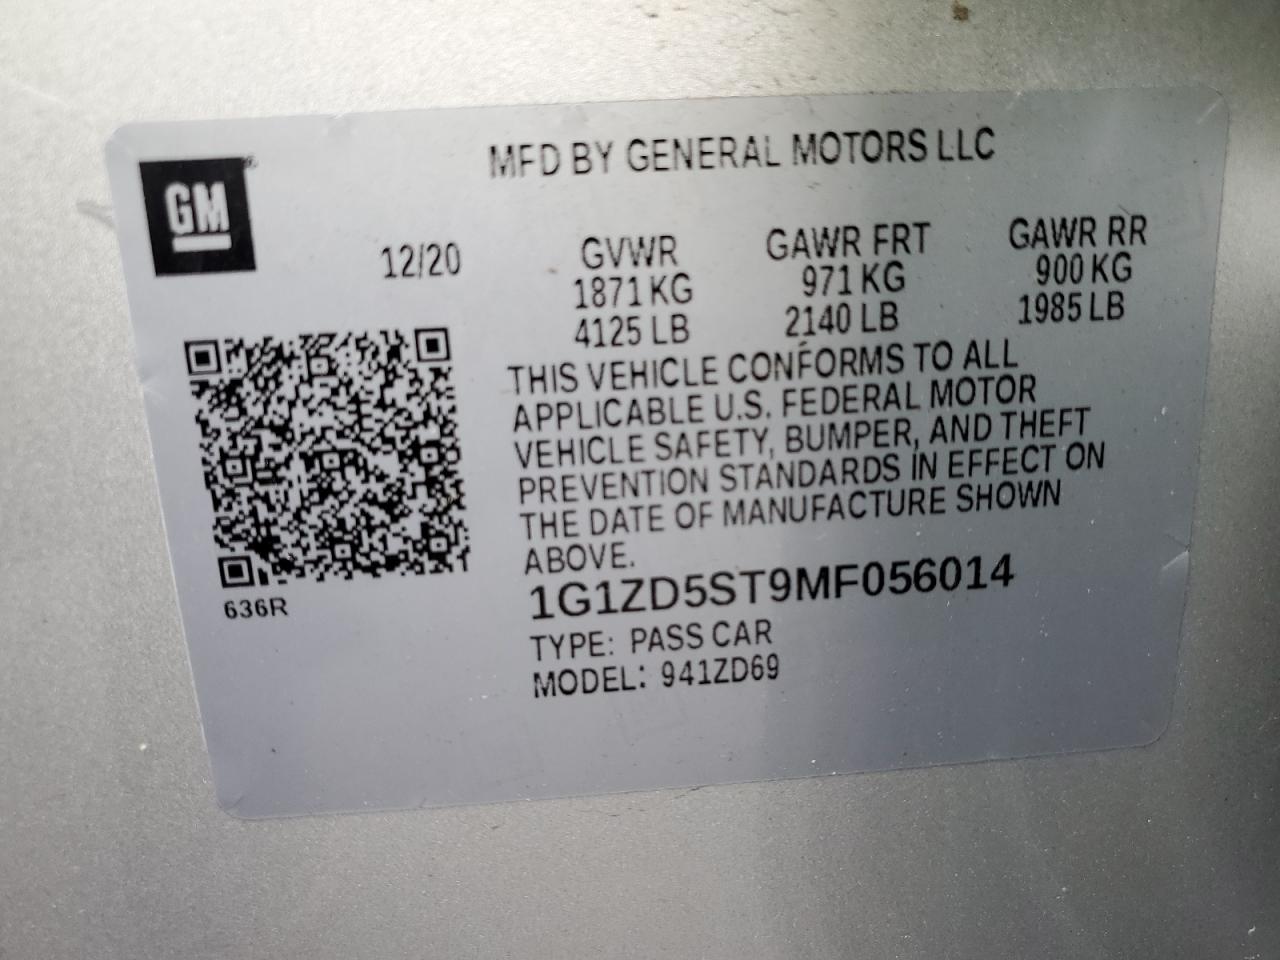 MFD BY GENERAL MOTORS LLC
GM
12/20
GVWR
1871 KG
4125 LB
GAWR FRT
971 KG
2140 LB
GAWR RR
900 KG
1985 LB
THIS VEHICLE CONFORMS TO ALL
APPLICABLE U.S. FEDERAL MOTOR
VEHICLE SAFETY, BUMPER, AND THEFT
PREVENTION STANDARDS IN EFFECT ON
THE DATE OF MANUFACTURE SHOWN
ABOVE.
1G1ZD5ST9MF056014
636R
TYPE: PASS CAR
MODEL: 941ZD69